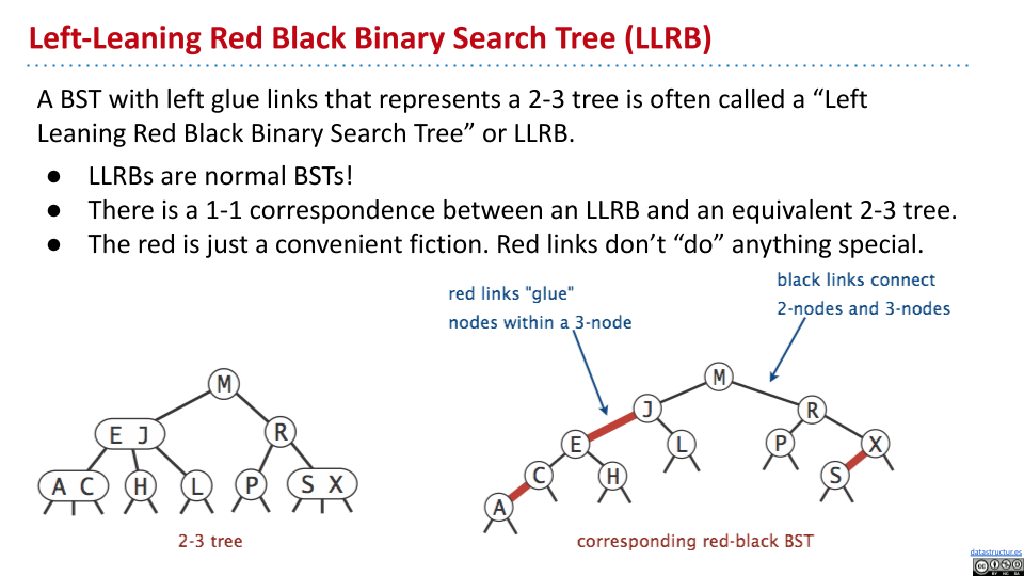 Left-Leaning Red Black Binary Search Tree (LLRB)
A BST with left glue links that represents a 2-3 tree is often called a “Left
Leaning Red Black Binary Search Tree” or LLRB.
● LLRBs are normal BSTs!
● There is a 1-1 correspondence between an LLRB and an equivalent 2-3 tree.
● The red is just a convenient fiction. Red links don’t “do” anything special.
red links "glue"
nodes within a 3-node
black links connect
2-nodes and 3-nodes
M
E J
R
A C
H
L
P
S X
2-3 tree
M
J
R
E
L
P
X
C
H
S
A
corresponding red-black BST
datastructur.es
CC
BY NC SA